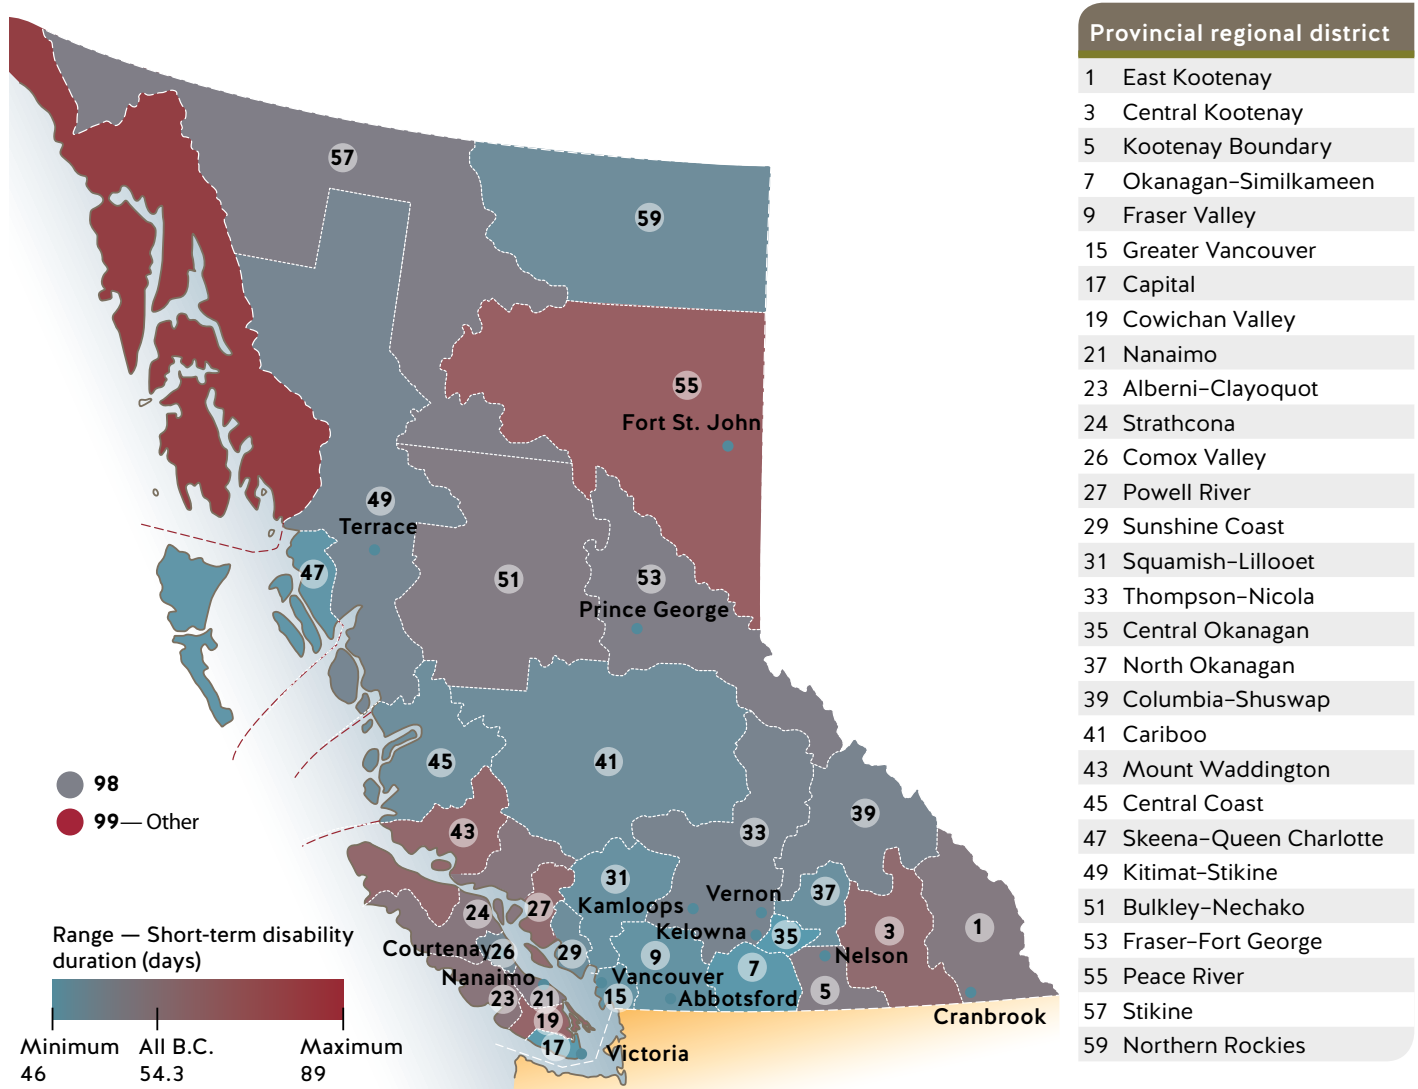 57
59
55
Fort St. John
49
Terrace
47
51
53
Prince George
45
41
98
99— Other
43
33
39
31
Kamloops
Vernon
37
24
27
Kelowna
35
3
1
Courtenay
26
29
9
7
Nelson
Nanaimo
Vancouver
23
21
15
Abbotsford
5
19
Cranbrook
17
Victoria
Range — Short-term disability
duration (days)
Minimum All B.C. Maximum
46 54.3 89
Provincial regional district
1 East Kootenay
3 Central Kootenay
5 Kootenay Boundary
7 Okanagan–Similkameen
9 Fraser Valley
15 Greater Vancouver
17 Capital
19 Cowichan Valley
21 Nanaimo
23 Alberni–Clayoquot
24 Strathcona
26 Comox Valley
27 Powell River
29 Sunshine Coast
31 Squamish–Lillooet
33 Thompson–Nicola
35 Central Okanagan
37 North Okanagan
39 Columbia–Shuswap
41 Cariboo
43 Mount Waddington
45 Central Coast
47 Skeena–Queen Charlotte
49 Kitimat–Stikine
51 Bulkley–Nechako
53 Fraser–Fort George
55 Peace River
57 Stikine
59 Northern Rockies